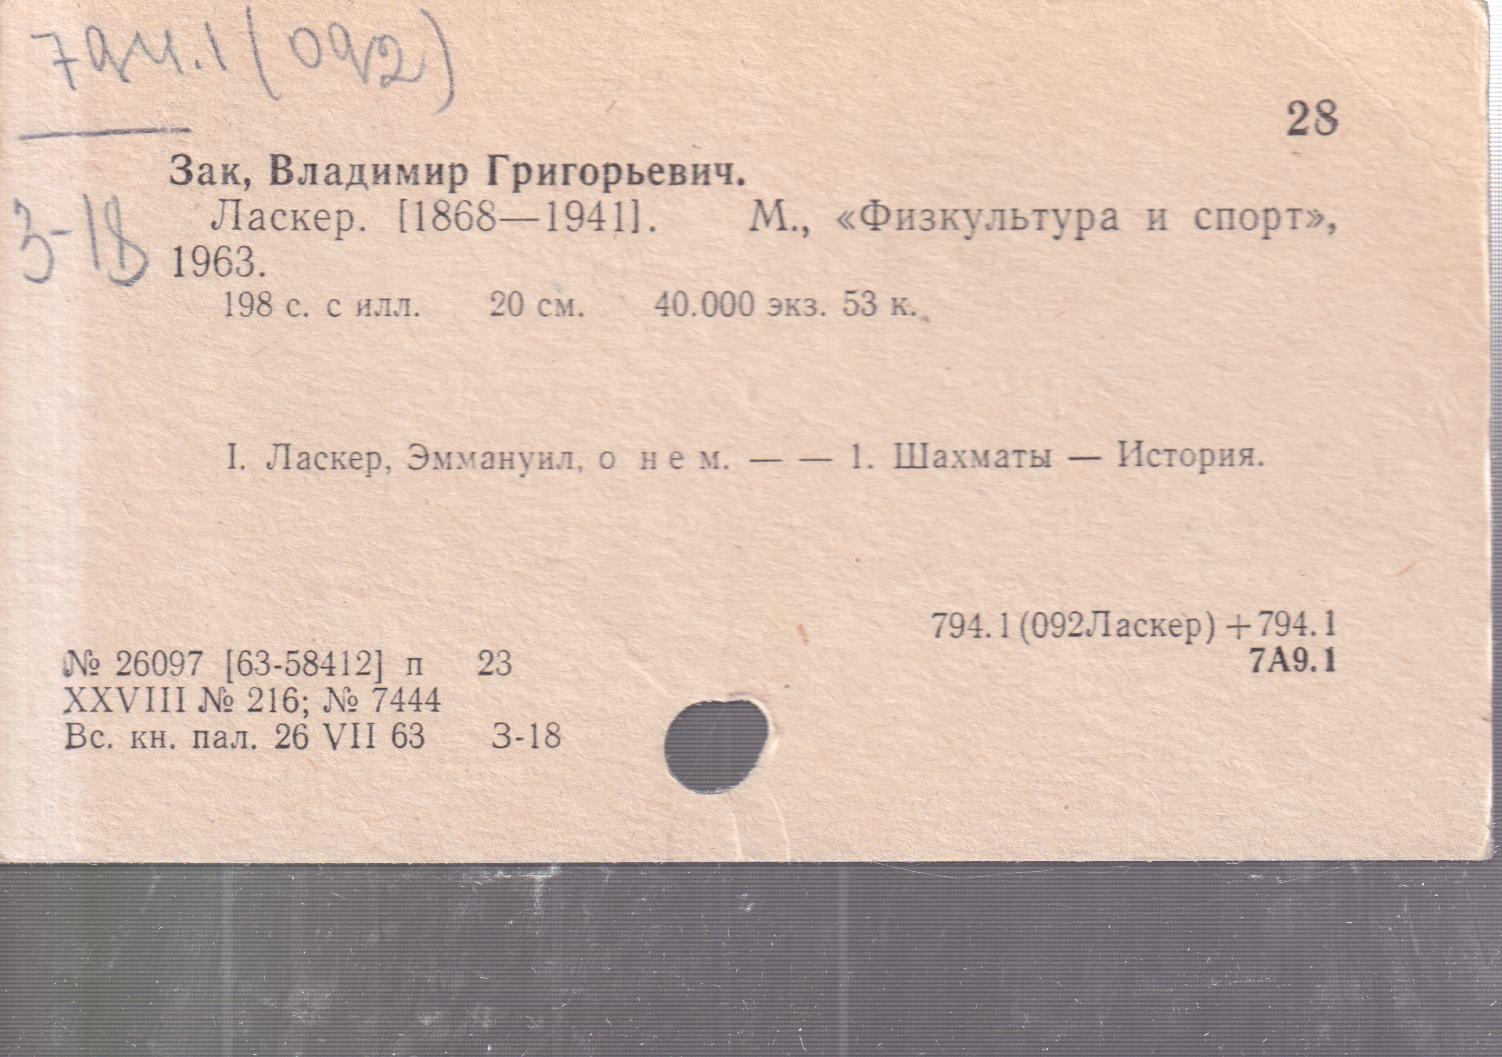 794.1(092)
28
Зак, Владимир Григорьевич.
З-18
Ласкер. [1868—1941]. М., «Физкультура и спорт»,
1963.
198 с. с илл. 20 см. 40.000 экз. 53 к.
I. Ласкер, Эммануил, о нем. — — 1. Шахматы — История.
794.1(092Ласкер)+794.1
7А9.1
№ 26097 [63-58412] п 23
XXVIII № 216; № 7444
Вс. кн. пал. 26 VII 63 З-18